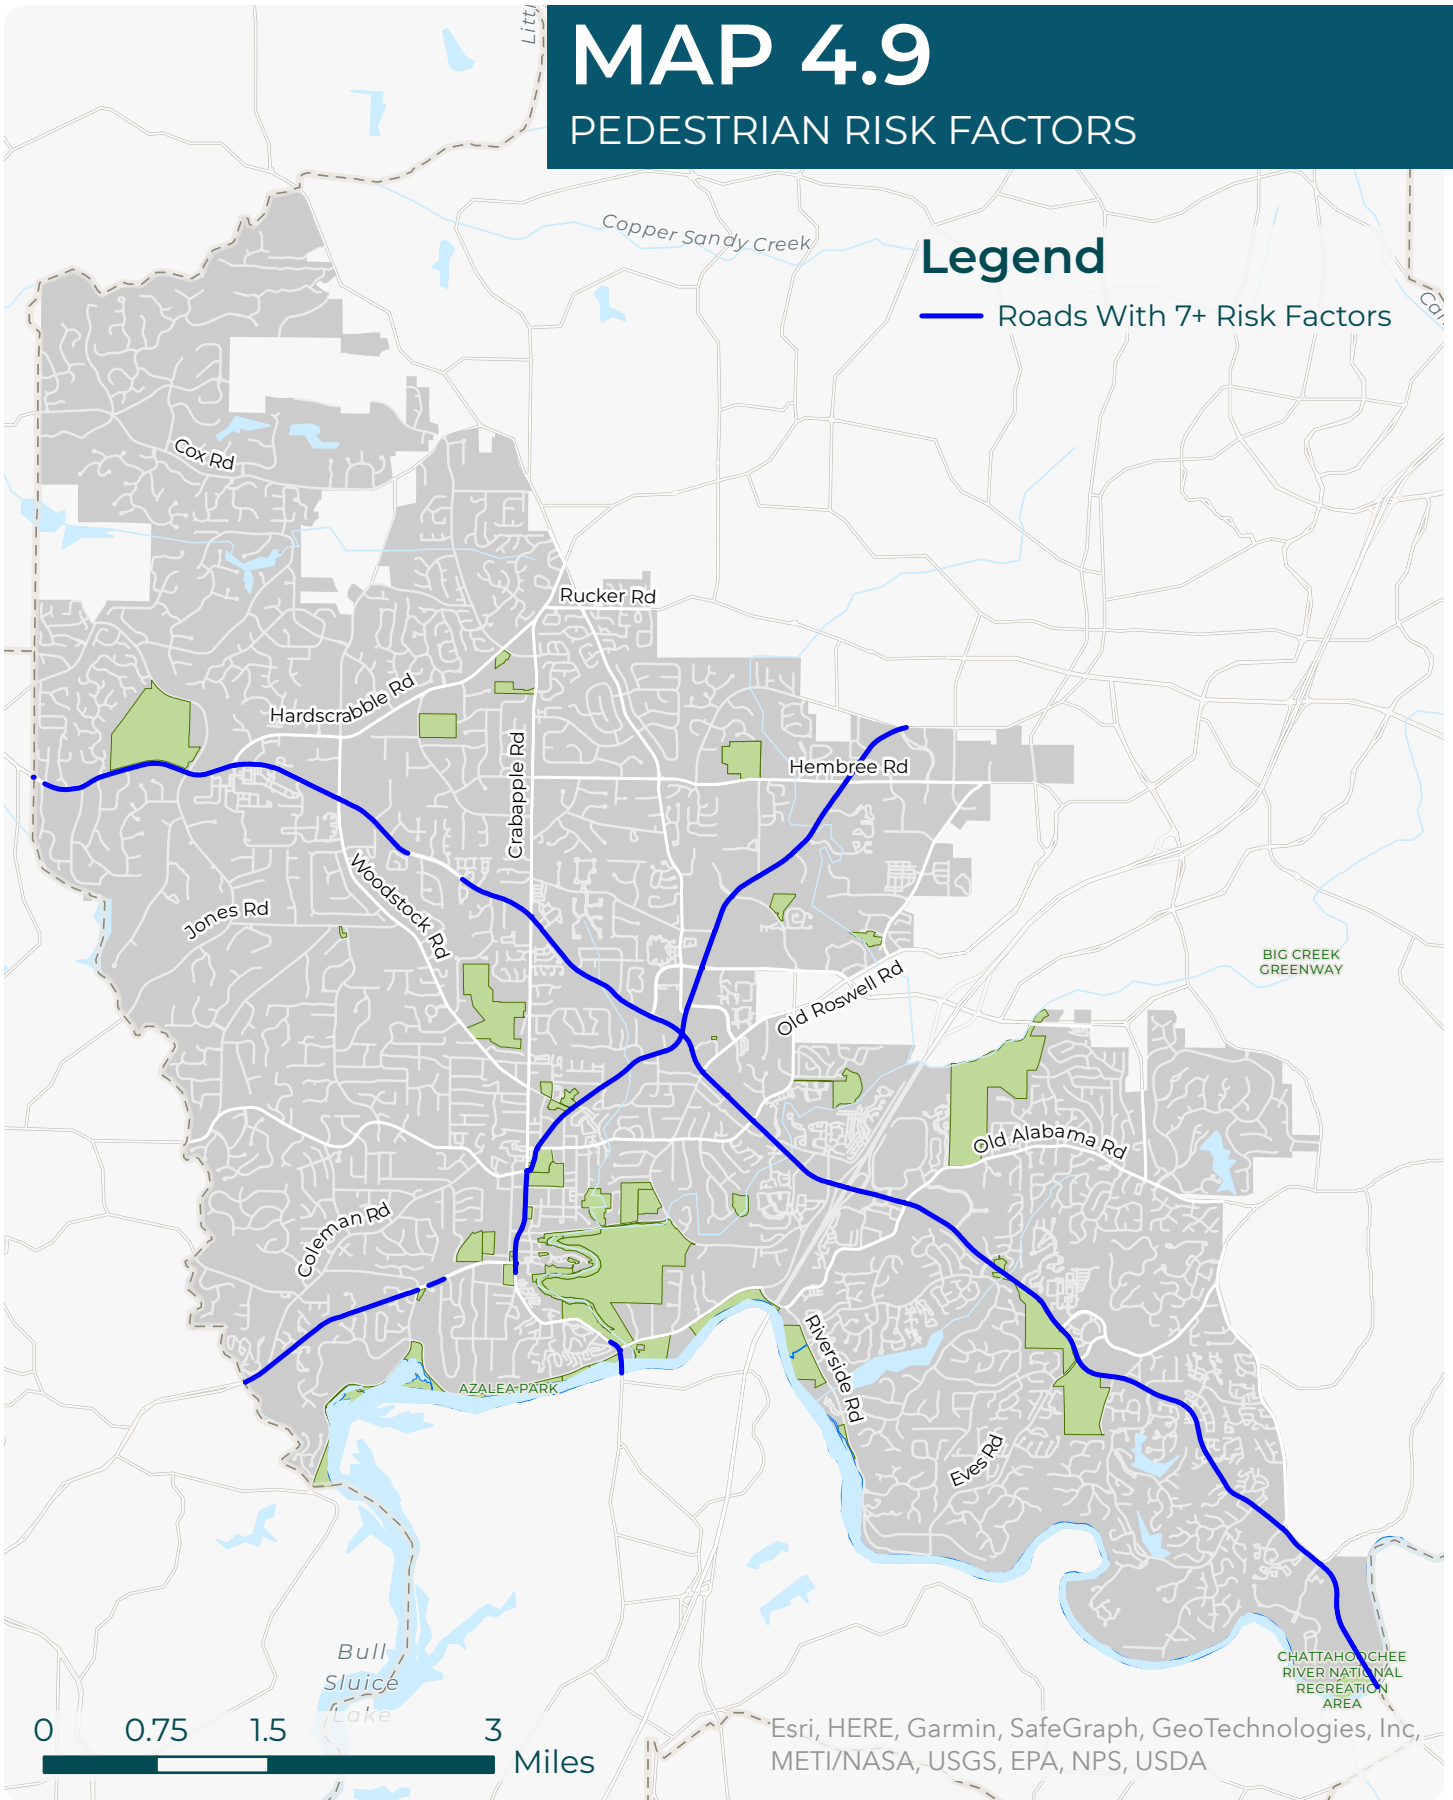 MAP 4.9
PEDESTRIAN RISK FACTORS
Copper Sandy Creek
Legend
Roads With 7+ Risk Factors
Cox Rd
Rucker Rd
Hardscrabble Rd
Crabapple Rd
Hembree Rd
Woodstock Rd
Jones Rd
Old Roswell Rd
BIG CREEK
GREENWAY
Old Alabama Rd
Coleman Rd
Riverside Rd
AZALEA PARK
Eves Rd
CHATTAHOOCHEE
RIVER NATIONAL
RECREATION
AREA
Bull
Sluice
Lake
0 0.75 1.5 3
Miles
Esri, HERE, Garmin, SafeGraph, GeoTechnologies, Inc,
METI/NASA, USGS, EPA, NPS, USDA